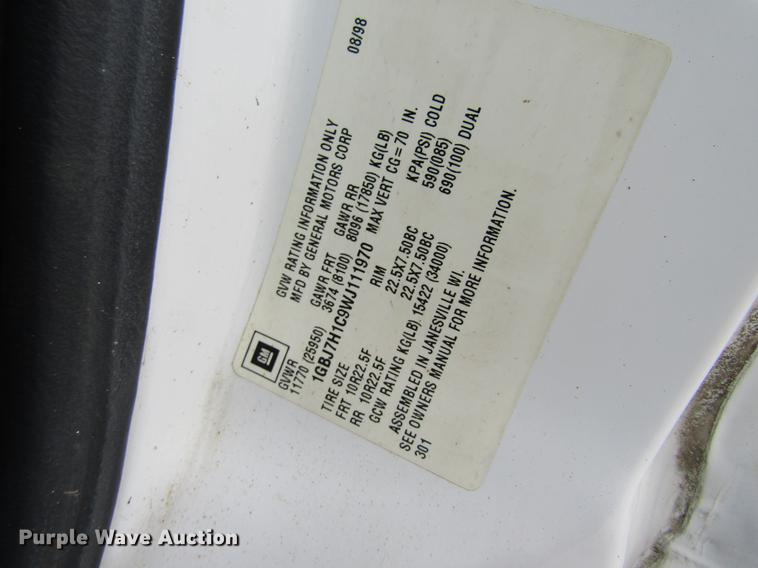 08/98
GVW RATING INFORMATION ONLY
MFD BY GENERAL MOTORS CORP
GM
GVWR GAWR FRT GAWR RR
11770 (25950) 3674 (8100) 8096 (17850) KG(LB)
1GBJ7H1C9WJ111970 MAX VERT CG = 70 IN.
TIRE SIZE RIM KPA(PSI) COLD
FRT 10R22.5F 22.5X7.50BC 590(085)
RR 10R22.5F 22.5X7.50BC 690(100) DUAL
GCW RATING KG(LB) 15422 (34000)
ASSEMBLED IN JANESVILLE WI.
SEE OWNERS MANUAL FOR MORE INFORMATION.
301
Purple Wave Auction